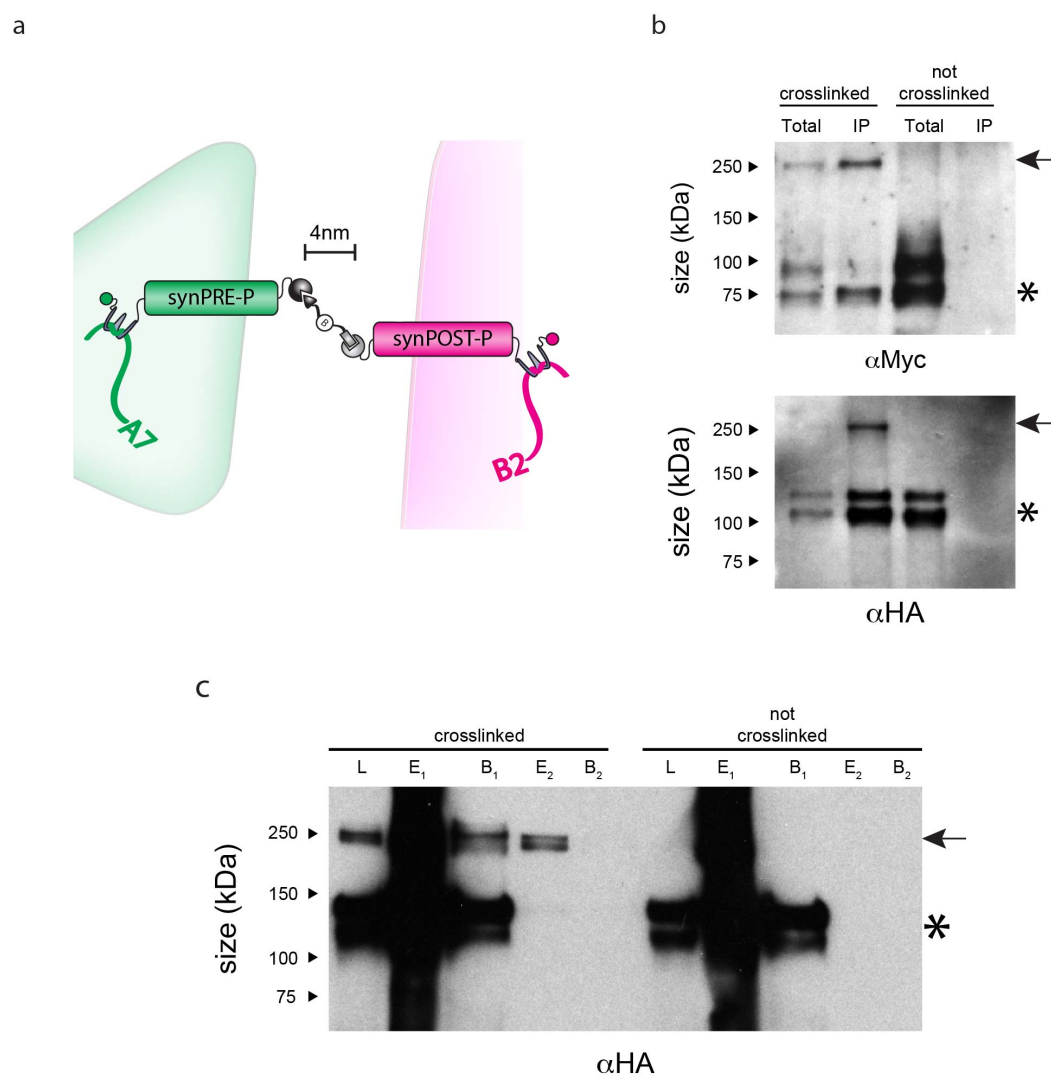 a
4nm
synPRE-P
8
synPOST-P
A7
B2
b
not
crosslinked crosslinked
Total IP Total IP
size (kDa)
250 ►
150 ►
100 ►
75 ►
*
αMyc
size (kDa)
250 ►
150 ►
100 ►
75 ►
*
αHA
c
not
crosslinked crosslinked
L E₁ B₁ E₂ B₂ L E₁ B₁ E₂ B₂
size (kDa)
250 ►
150 ►
100 ►
75 ►
*
αHA